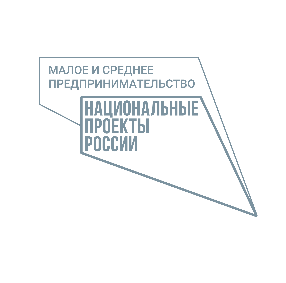 МАЛОЕ И СРЕДНЕЕ
ПРЕДПРИНИМАТЕЛЬСТВО
НАЦИОНАЛЬНЫЕ
ПРОЕКТЫ
РОССИИ